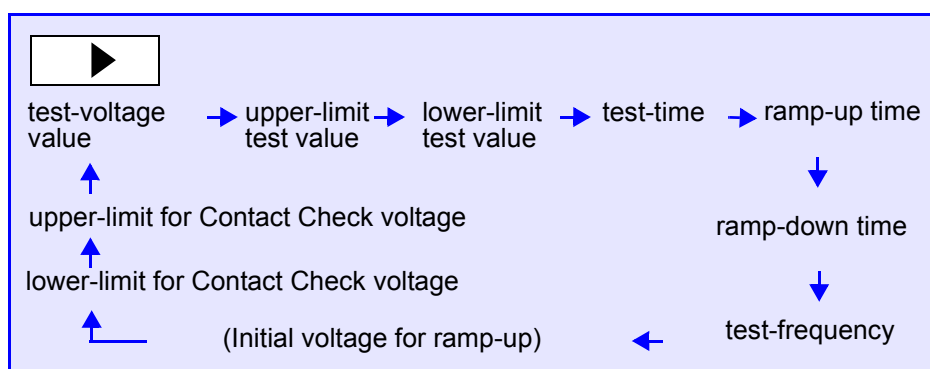 test-voltage value
upper-limit test value
lower-limit test value
test-time
ramp-up time
ramp-down time
test-frequency
(Initial voltage for ramp-up)
lower-limit for Contact Check voltage
upper-limit for Contact Check voltage